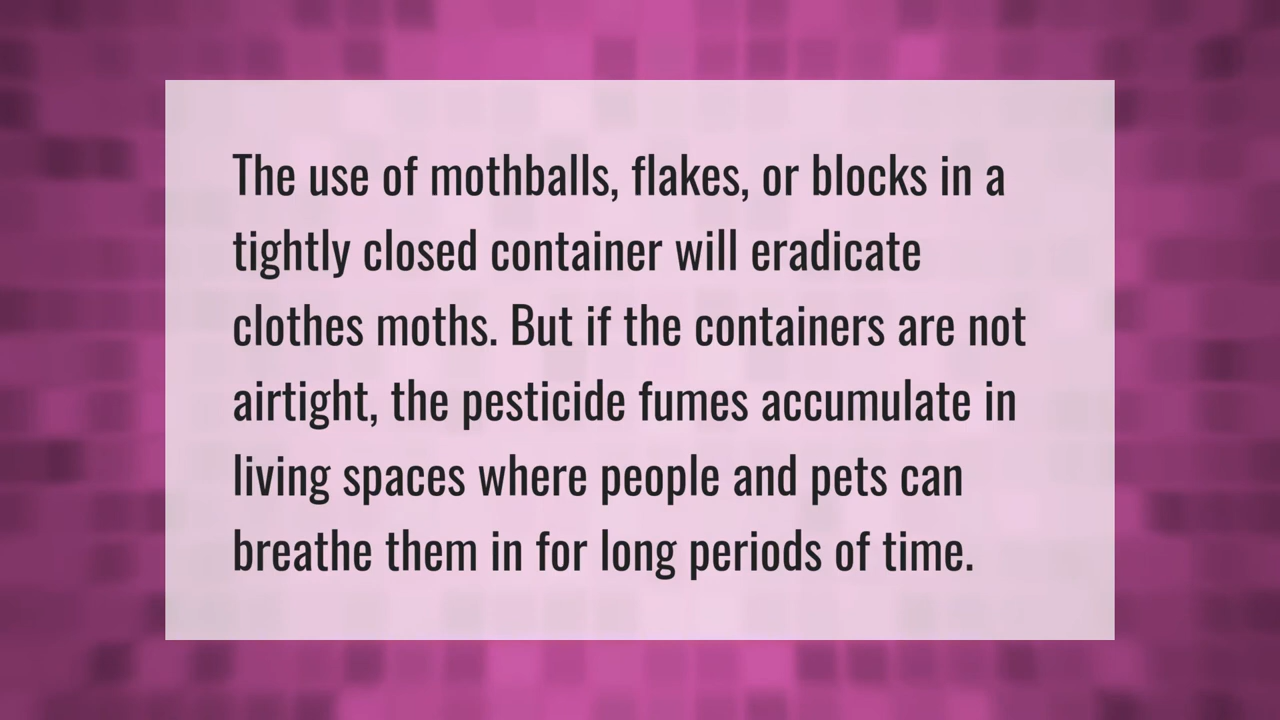 The use of mothballs, flakes, or blocks in a
tightly closed container will eradicate
clothes moths. But if the containers are not
airtight, the pesticide fumes accumulate in
living spaces where people and pets can
breathe them in for long periods of time.